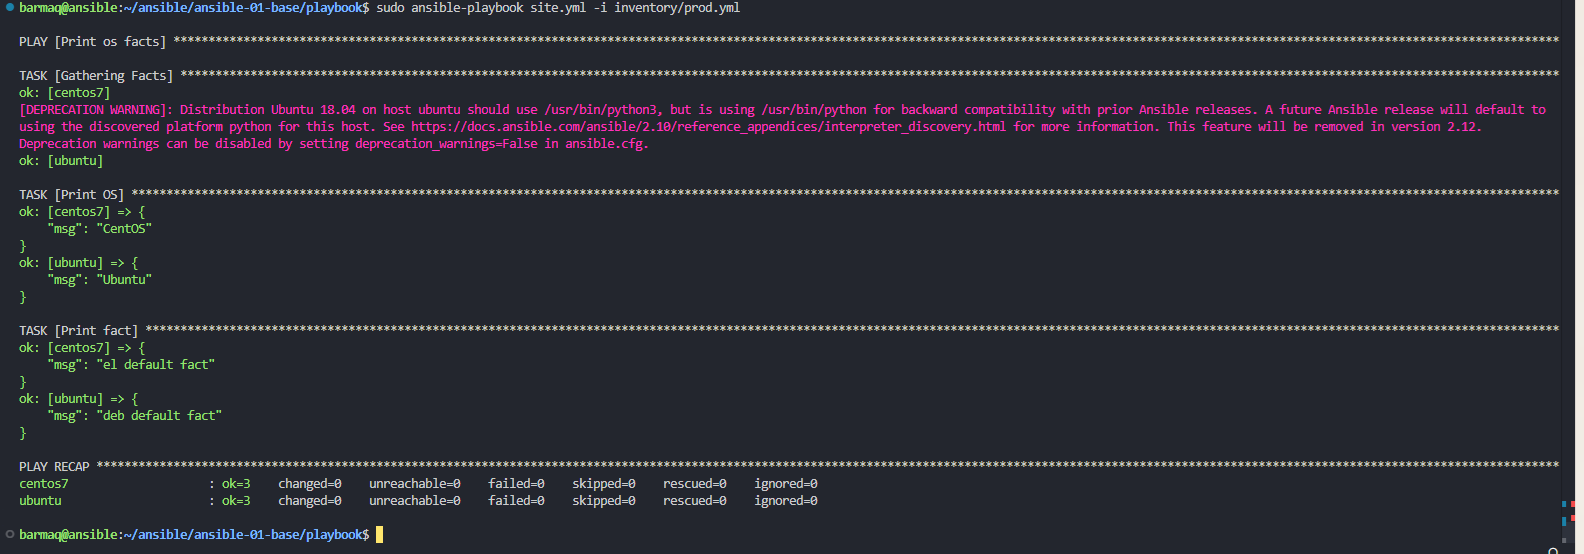 barmaq@ansible:~/ansible/ansible-01-base/playbook$ sudo ansible-playbook site.yml -i inventory/prod.yml
PLAY [Print os facts] ****************************************************************************************************************************************************************************************************
TASK [Gathering Facts] ***************************************************************************************************************************************************************************************************
ok: [centos7]
[DEPRECATION WARNING]: Distribution Ubuntu 18.04 on host ubuntu should use /usr/bin/python3, but is using /usr/bin/python for backward compatibility with prior Ansible releases. A future Ansible release will default to
using the discovered platform python for this host. See https://docs.ansible.com/ansible/2.10/reference_appendices/interpreter_discovery.html for more information. This feature will be removed in version 2.12.
Deprecation warnings can be disabled by setting deprecation_warnings=False in ansible.cfg.
ok: [ubuntu]
TASK [Print OS] **********************************************************************************************************************************************************************************************************
ok: [centos7] => {
    "msg": "CentOS"
}
ok: [ubuntu] => {
    "msg": "Ubuntu"
}
TASK [Print fact] ********************************************************************************************************************************************************************************************************
ok: [centos7] => {
    "msg": "el default fact"
}
ok: [ubuntu] => {
    "msg": "deb default fact"
}
PLAY RECAP ***************************************************************************************************************************************************************************************************************
centos7                    : ok=3    changed=0    unreachable=0    failed=0    skipped=0    rescued=0    ignored=0
ubuntu                     : ok=3    changed=0    unreachable=0    failed=0    skipped=0    rescued=0    ignored=0
barmaq@ansible:~/ansible/ansible-01-base/playbook$